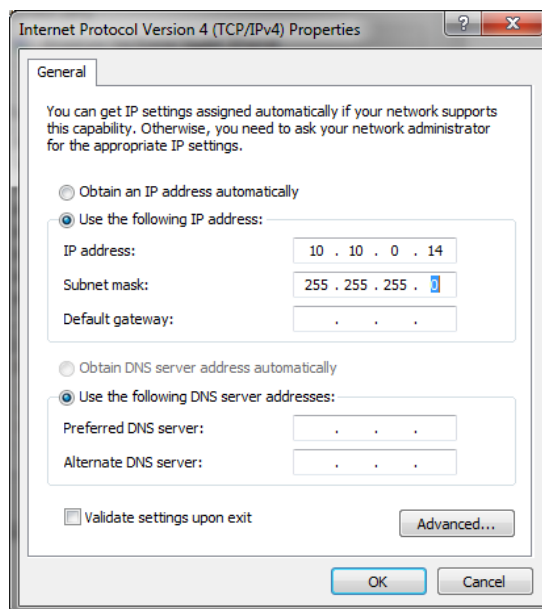 Internet Protocol Version 4 (TCP/IPv4) Properties
?
X
General
You can get IP settings assigned automatically if your network supports
this capability. Otherwise, you need to ask your network administrator
for the appropriate IP settings.
Obtain an IP address automatically
Use the following IP address:
IP address: 10 . 10 . 0 . 14
Subnet mask: 255 . 255 . 255 . 0
Default gateway: . . .
Obtain DNS server address automatically
Use the following DNS server addresses:
Preferred DNS server: . . .
Alternate DNS server: . . .
Validate settings upon exit
Advanced...
OK Cancel